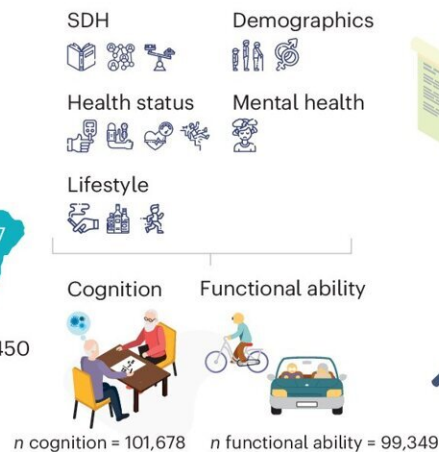 SDH Demographics
Health status Mental health
Lifestyle
Cognition Functional ability
n cognition = 101,678 n functional ability = 99,349